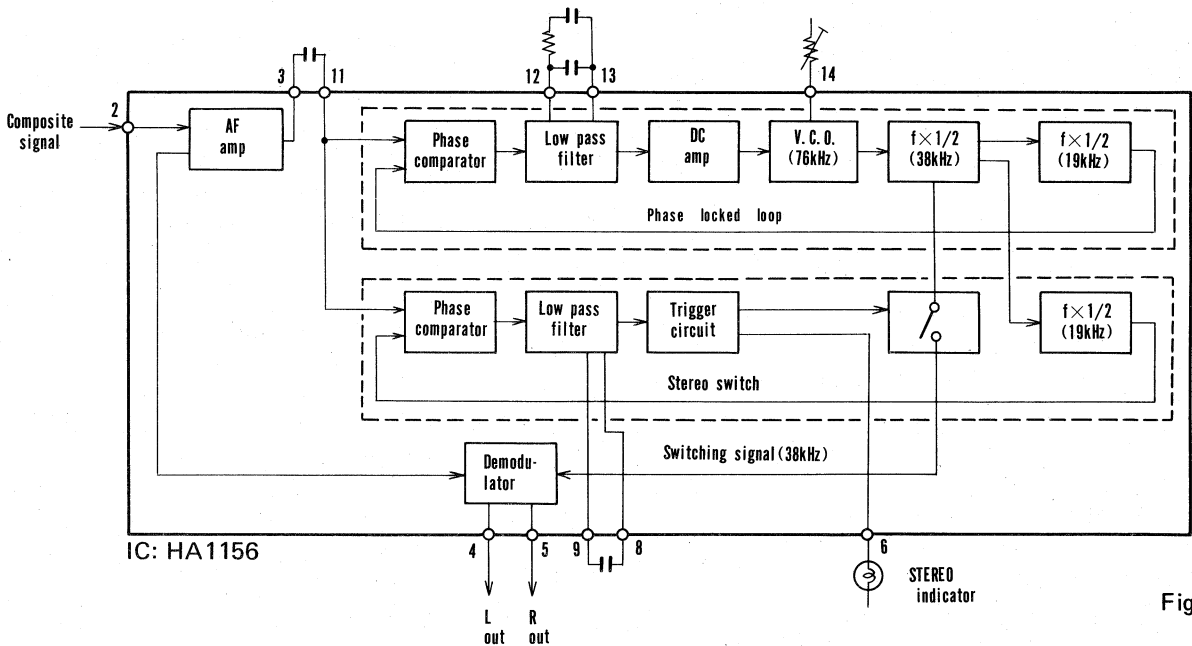 3
11
12
13
14
2
Composite
signal
AF
amp
Phase
comparator
Low pass
filter
DC
amp
V.C.O.
(76kHz)
f×1/2
(38kHz)
f×1/2
(19kHz)
Phase locked loop
Phase
comparator
Low pass
filter
Trigger
circuit
f×1/2
(19kHz)
Stereo switch
Switching signal (38kHz)
Demodu-
lator
IC: HA1156
4
5
9
8
6
STEREO
indicator
L
out
R
out
Fig